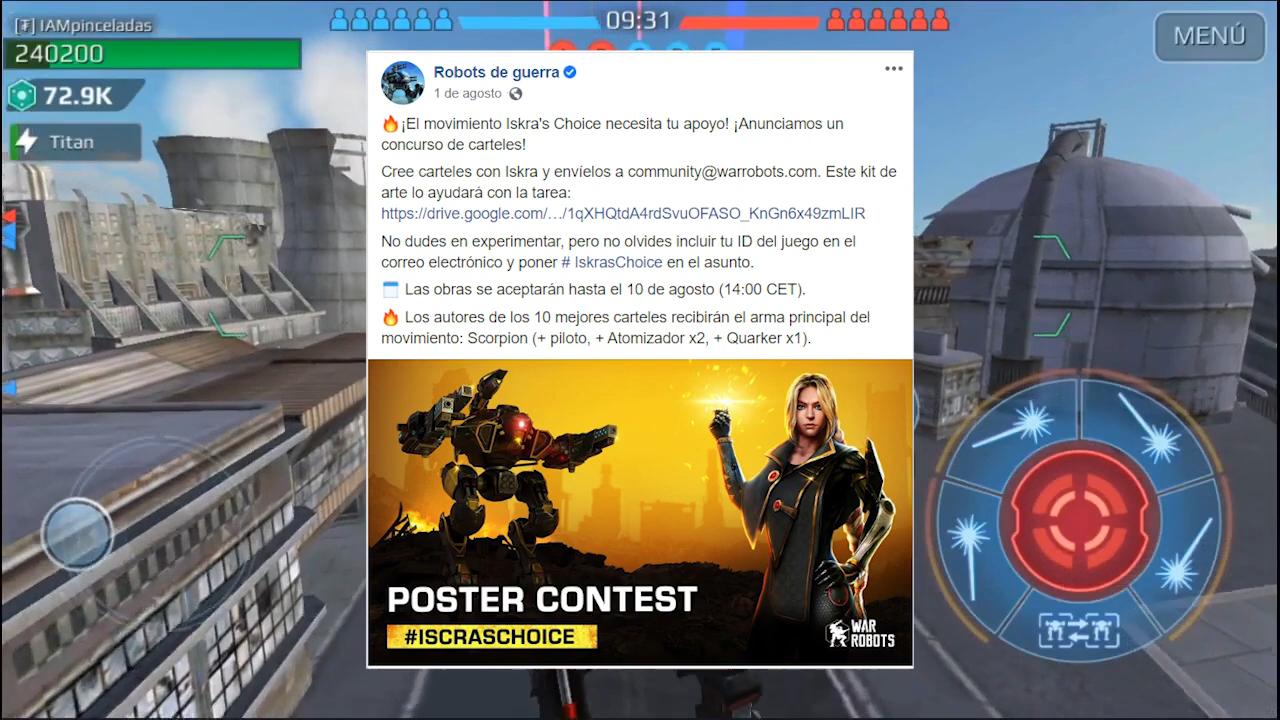 [₮] IAMpinceladas
240200
72.9K
Titan
09:31
MENÚ
Robots de guerra
1 de agosto
¡El movimiento Iskra's Choice necesita tu apoyo! ¡Anunciamos un
concurso de carteles!
Cree carteles con Iskra y envíelos a community@warrobots.com. Este kit de
arte lo ayudará con la tarea:
https://drive.google.com/…/1qXHQtdA4rdSvuOFASO_KnGn6x49zmLIR
No dudes en experimentar, pero no olvides incluir tu ID del juego en el
correo electrónico y poner # IskrasChoice en el asunto.
Las obras se aceptarán hasta el 10 de agosto (14:00 CET).
Los autores de los 10 mejores carteles recibirán el arma principal del
movimiento: Scorpion (+ piloto, + Atomizador x2, + Quarker x1).
POSTER CONTEST
#ISCRASCHOICE
WAR
ROBOTS